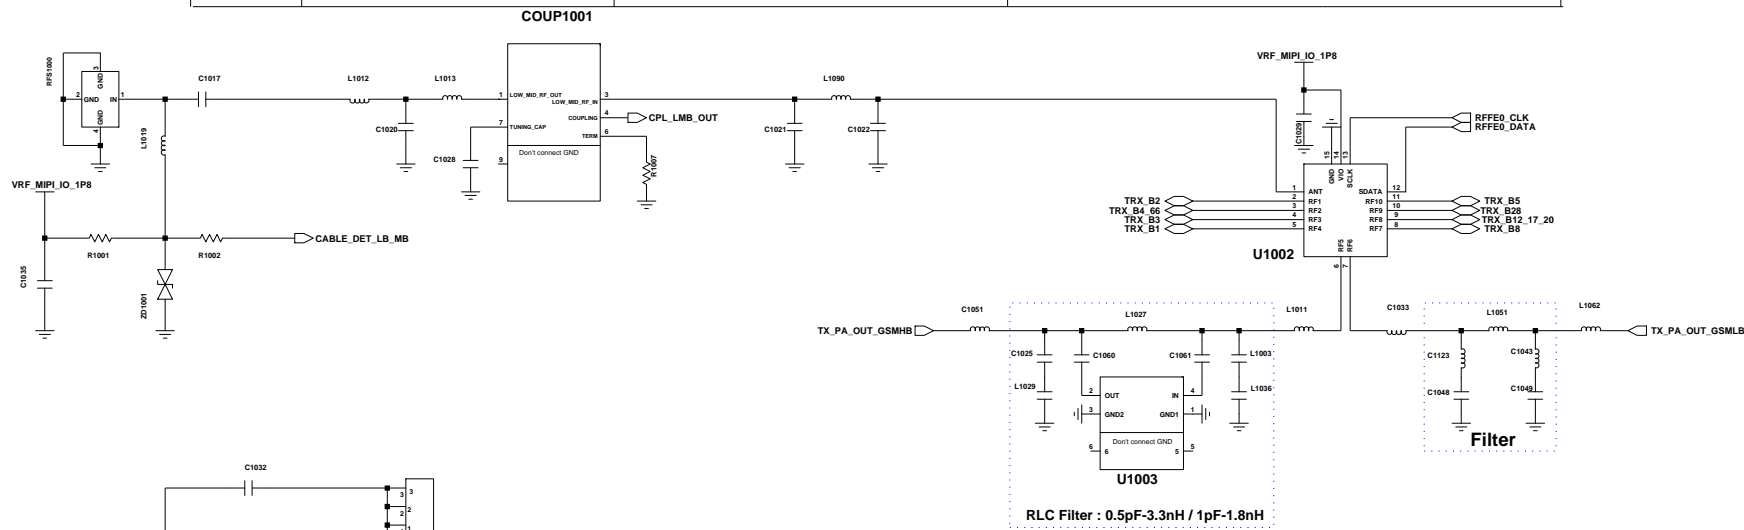 COUP1001
RFS1000
3
GND
2
GND
IN
1
GND
4
C1017
L1012
L1013
L1019
C1020
1
LOW_MID_RF_OUT
LOW_MID_RF_IN
3
COUPLING
4
CPL_LMB_OUT
7
TUNING_CAP
TERM
6
Don't connect GND
9
C1028
R1007
L1090
C1021
C1022
VRF_MIPI_IO_1P8
C1029
RFFE0_CLK
RFFE0_DATA
15
14
13
GND
VIO
SCLK
1
ANT
SDATA
12
TRX_B2
2
RF1
RF10
11
TRX_B5
TRX_B4_66
3
RF2
RF9
10
TRX_B28
TRX_B3
4
RF3
RF8
9
TRX_B12_17_20
TRX_B1
5
RF4
RF7
8
TRX_B8
RF5
RF6
6
7
U1002
VRF_MIPI_IO_1P8
R1001
R1002
CABLE_DET_LB_MB
C1035
ZD1001
TX_PA_OUT_GSMHB
C1051
L1027
L1011
C1033
L1051
L1062
TX_PA_OUT_GSMLB
C1025
C1060
C1061
L1003
L1029
L1036
C1123
C1043
C1048
C1049
2
OUT
IN
4
3
GND2
GND1
1
Don't connect GND
6
6
5
5
U1003
Filter
RLC Filter : 0.5pF-3.3nH / 1pF-1.8nH
C1032
3
3
2
2
1